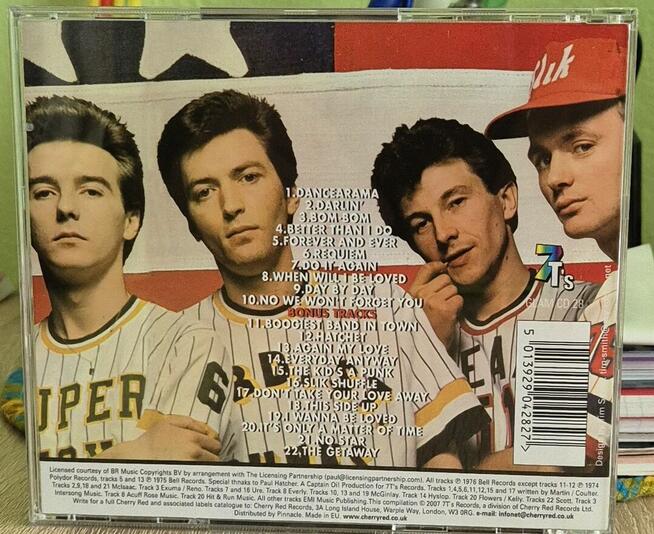 slik
1.DANCEARAMA
2.DARLIN'
3.BOM-BOM
4.BETTER THAN I DO
5.FOREVER AND EVER
6.REQUIEM
7.DO IT AGAIN
8.WHEN WILL I BE LOVED
9.DAY BY DAY
10.NO WE WON'T FORGET YOU
BONUS TRACKS
11.BOOGIEST BAND IN TOWN
12.HATCHET
13.AGAIN MY LOVE
14.EVERYDAY ANYWAY
15.THE KID'S A PUNK
16.SLIK SHUFFLE
17.DON'T TAKE YOUR LOVE AWAY
18.THIS SIDE UP
19.I WANNA BE LOVED
20.IT'S ONLY A MATTER OF TIME
21.NO STAR
22.THE GETAWAY
7T's
GLAM CD 28
5 013929 042827 >
UPER
6
Licensed courtesy of BR Music Copyrights BV by arrangement with The Licensing Partnership (paul@licensingpartnership.com). All tracks ℗ 1976 Bell Records except tracks 11-12 ℗ 1974
Polydor Records, tracks 5 and 13 ℗ 1975 Bell Records. Special thnaks to Paul Hatcher. A Captain Oil Production for 7T's Records. Tracks 1,4,5,6,11,12,15 and 17 written by Martin / Coulter.
Tracks 2,9,18 and 21 McIsaac. Track 3 Exuma / Reno. Tracks 7 and 16 Ure. Track 8 Everly. Tracks 10, 13 and 19 McGinlay. Track 14 Hyslop. Track 20 Flowers / Kelly. Tracks 22 Scott. Track 3
Intersong Music. Track 8 Acuff Rose Music. Track 20 Hit & Run Music. All other tracks EMI Music Publishing. This compilation © 2007 7T's Records, a division of Cherry Red Records Ltd.
Write for a full Cherry Red and associated labels catalogue to: Cherry Red Records, 3A Long Island House, Warple Way, London, W3 0RG. e-mail: infonet@cherryred.co.uk
Distributed by Pinnacle. Made in EU. www.cherryred.co.uk